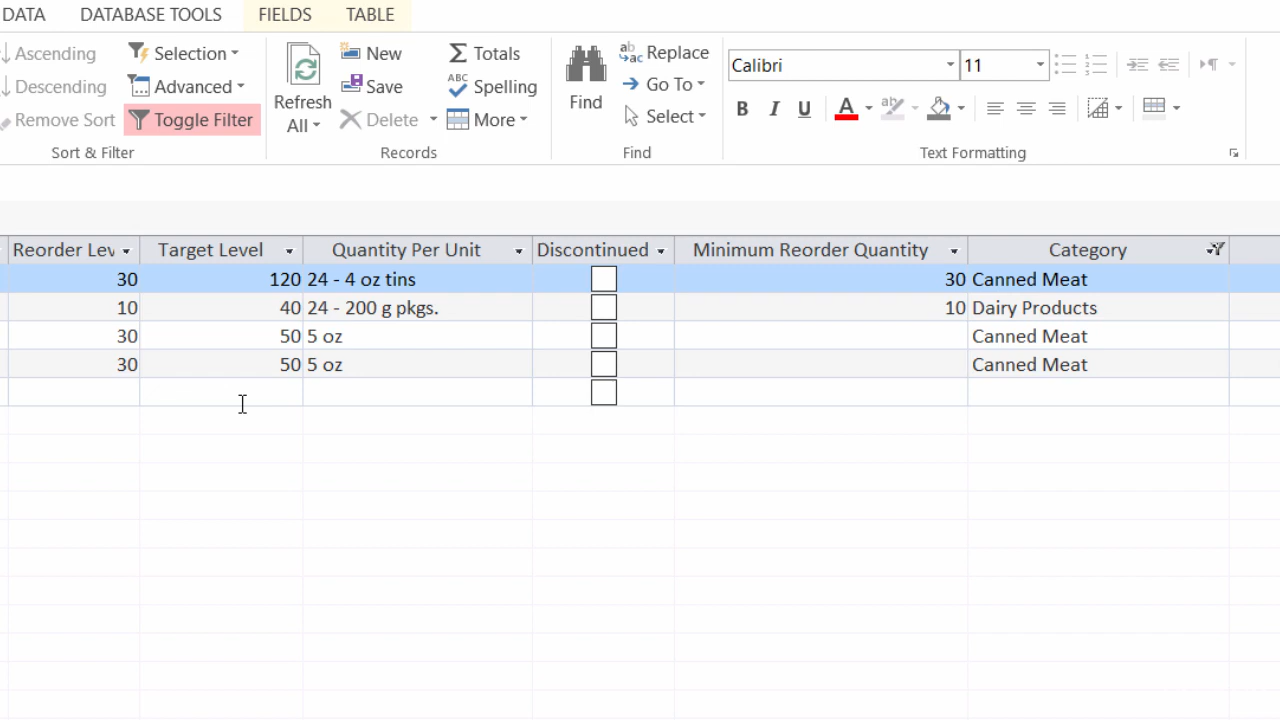 DATA DATABASE TOOLS FIELDS TABLE
Ascending Selection New Totals Replace Calibri 11
Descending Advanced Save Spelling Go To
Remove Sort Toggle Filter Refresh All Delete More Find Select B I U A ab
Sort & Filter Records Find Text Formatting
Reorder Lev Target Level Quantity Per Unit Discontinued Minimum Reorder Quantity Category
30 120 24 - 4 oz tins 30 Canned Meat
10 40 24 - 200 g pkgs. 10 Dairy Products
30 50 5 oz Canned Meat
30 50 5 oz Canned Meat